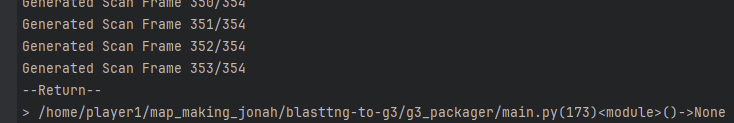 Generated Scan Frame 350/354
Generated Scan Frame 351/354
Generated Scan Frame 352/354
Generated Scan Frame 353/354
--Return--
> /home/player1/map_making_jonah/blasttng-to-g3/g3_packager/main.py(173)<module>()->None